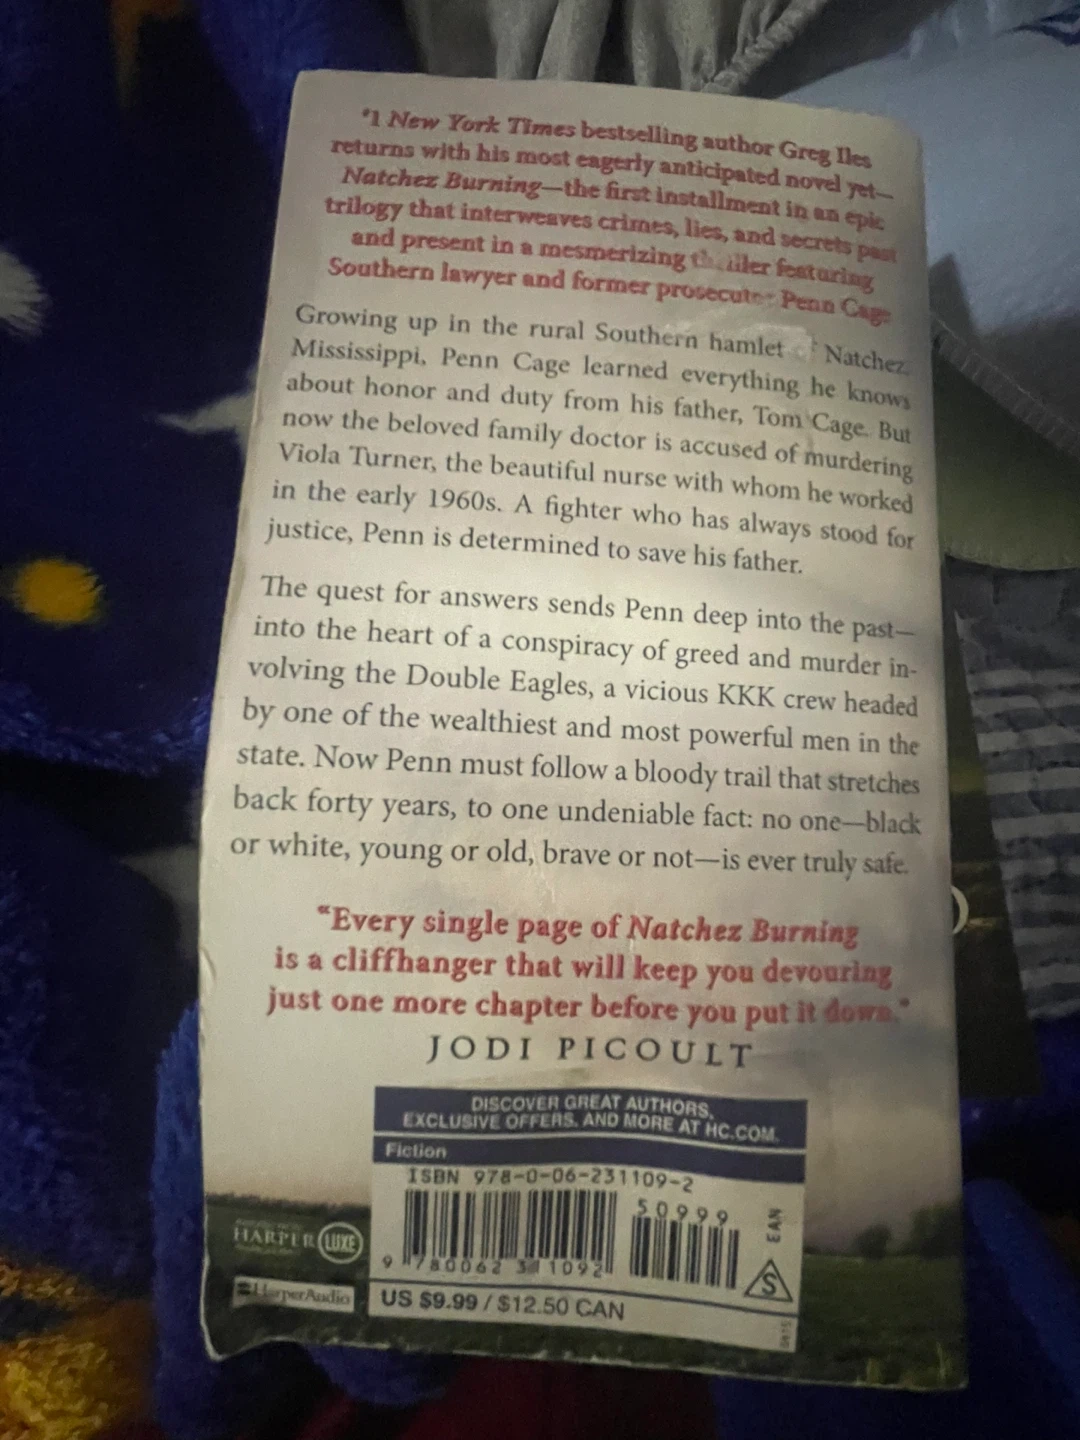 #1 New York Times bestselling author Greg Iles
returns with his most eagerly anticipated novel yet—
Natchez Burning—the first installment in an epic
trilogy that interweaves crimes, lies, and secrets past
and present in a mesmerizing thriller featuring
Southern lawyer and former prosecutor Penn Cage
Growing up in the rural Southern hamlet of Natchez,
Mississippi, Penn Cage learned everything he knows
about honor and duty from his father, Tom Cage. But
now the beloved family doctor is accused of murdering
Viola Turner, the beautiful nurse with whom he worked
in the early 1960s. A fighter who has always stood for
justice, Penn is determined to save his father.
The quest for answers sends Penn deep into the past—
into the heart of a conspiracy of greed and murder in-
volving the Double Eagles, a vicious KKK crew headed
by one of the wealthiest and most powerful men in the
state. Now Penn must follow a bloody trail that stretches
back forty years, to one undeniable fact: no one—black
or white, young or old, brave or not—is ever truly safe.
“Every single page of Natchez Burning
is a cliffhanger that will keep you devouring
just one more chapter before you put it down.”
JODI PICOULT
DISCOVER GREAT AUTHORS,
EXCLUSIVE OFFERS, AND MORE AT HC.COM.
Fiction
ISBN 978-0-06-231109-2
50999
EAN
9 780062 311092
S
HARPER LUXE
HarperAudio
US $9.99 / $12.50 CAN